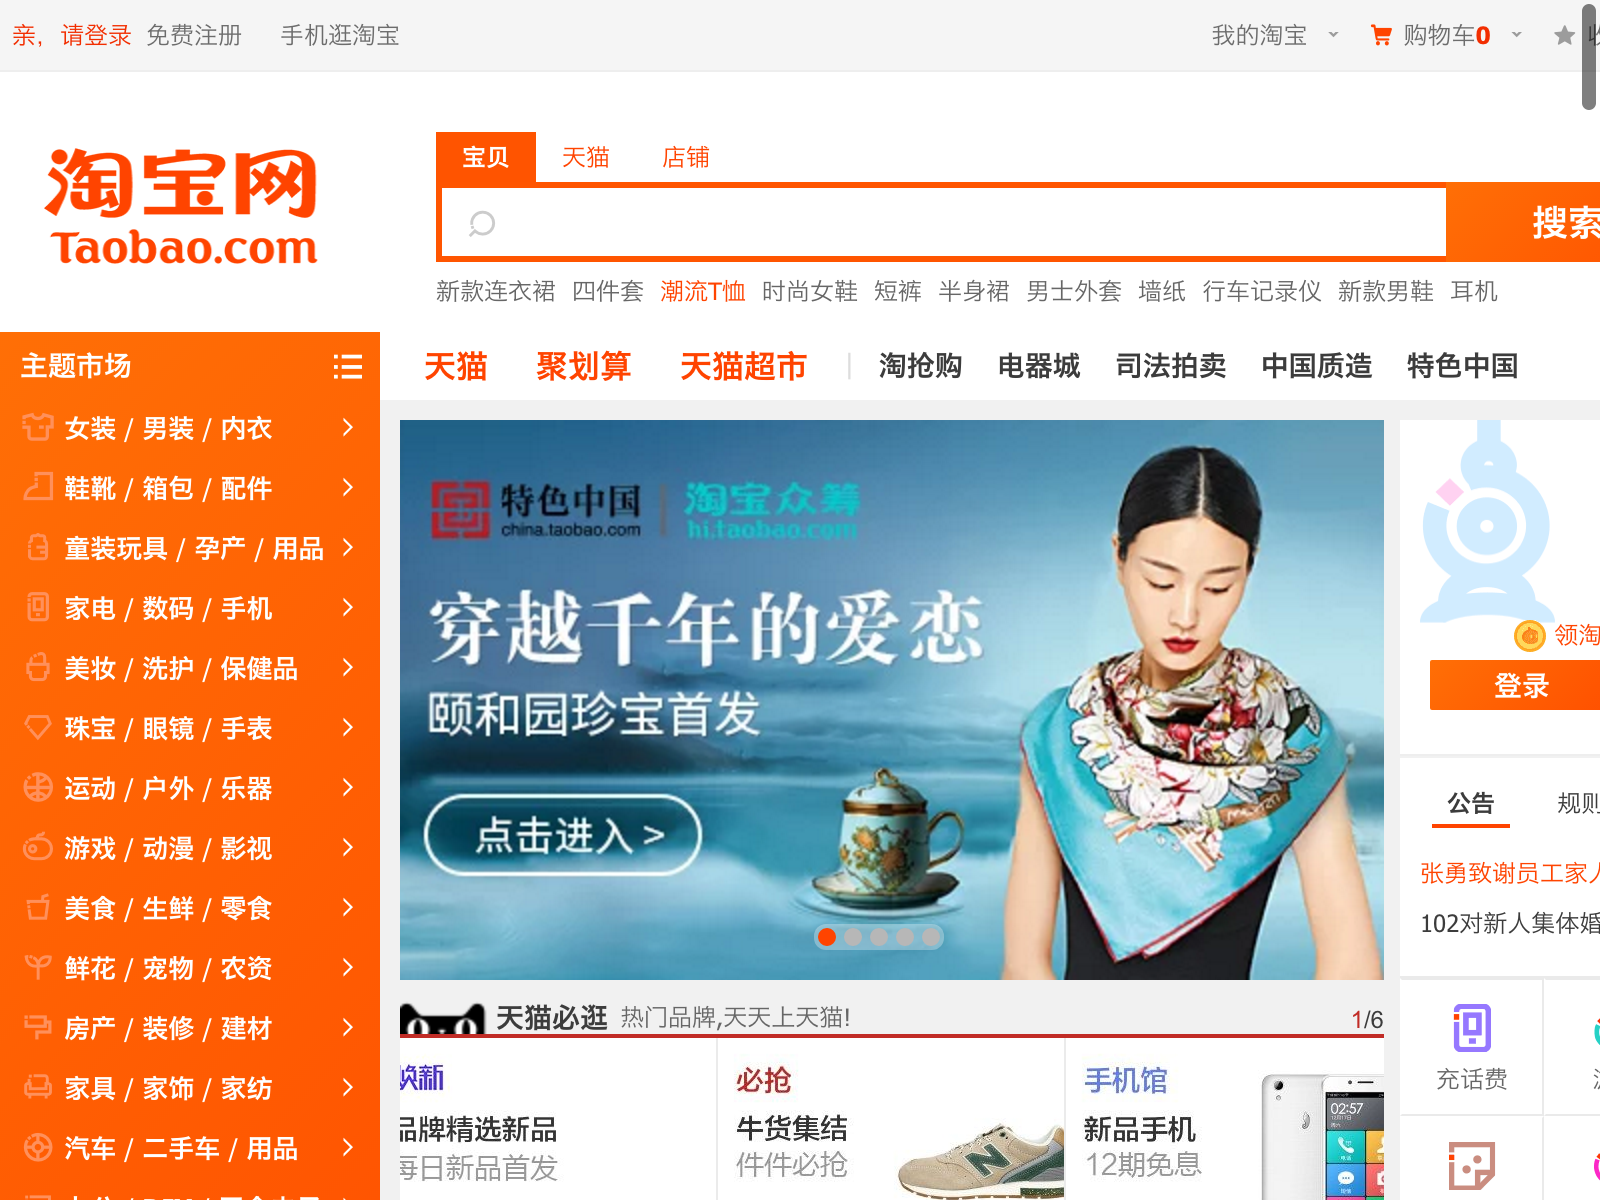 亲，请登录 免费注册 手机逛淘宝 我的淘宝 购物车0
淘宝网
Taobao.com
宝贝 天猫 店铺
搜索
新款连衣裙 四件套 潮流T恤 时尚女鞋 短裤 半身裙 男士外套 墙纸 行车记录仪 新款男鞋 耳机
主题市场
天猫 聚划算 天猫超市 | 淘抢购 电器城 司法拍卖 中国质造 特色中国
女装 / 男装 / 内衣
鞋靴 / 箱包 / 配件
童装玩具 / 孕产 / 用品
家电 / 数码 / 手机
美妆 / 洗护 / 保健品
珠宝 / 眼镜 / 手表
运动 / 户外 / 乐器
游戏 / 动漫 / 影视
美食 / 生鲜 / 零食
鲜花 / 宠物 / 农资
房产 / 装修 / 建材
家具 / 家饰 / 家纺
汽车 / 二手车 / 用品
特色中国 淘宝众筹
china.taobao.com hi.taobao.com
穿越千年的爱恋
颐和园珍宝首发
点击进入 >
领淘
登录
公告 规则
张勇致谢员工家人
102对新人集体婚
充话费
天猫必逛 热门品牌,天天上天猫! 1/6
焕新
品牌精选新品
每日新品首发
必抢
牛货集结
件件必抢
N
手机馆
新品手机
12期免息
02:57